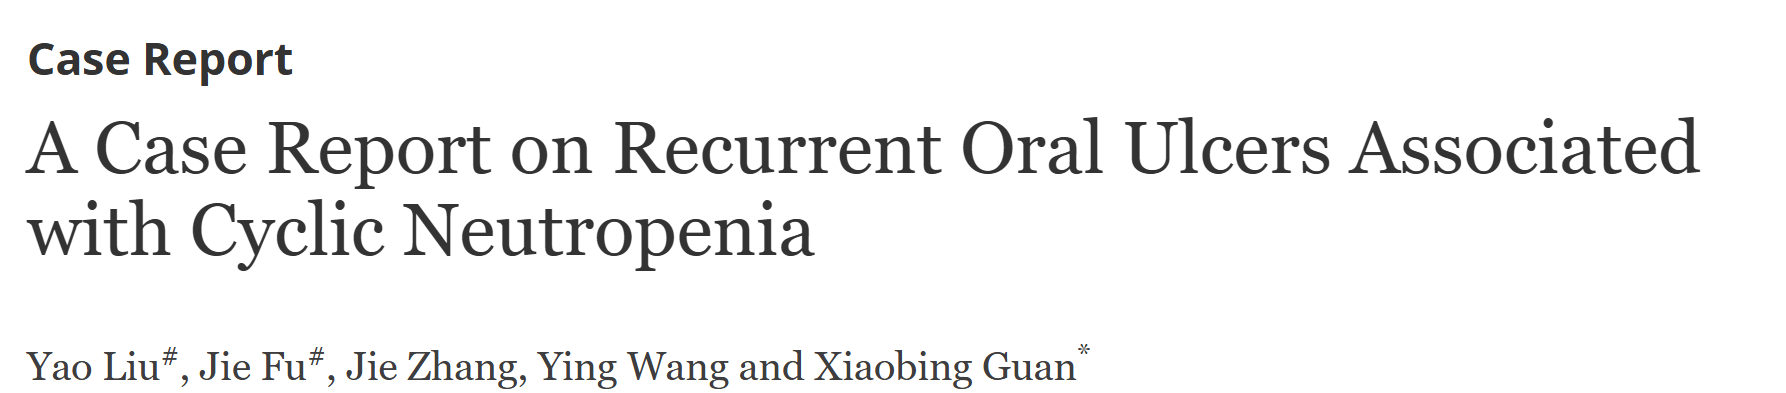 Case Report
A Case Report on Recurrent Oral Ulcers Associated
with Cyclic Neutropenia
Yao Liu#, Jie Fu#, Jie Zhang, Ying Wang and Xiaobing Guan*